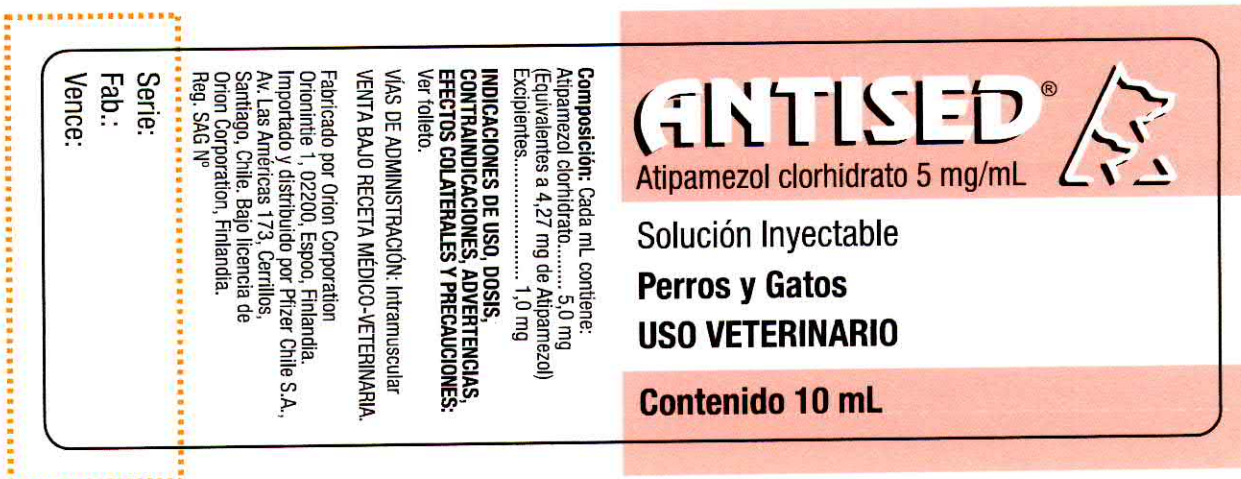 ANTISED®
Atipamezol clorhidrato 5 mg/mL
Solución Inyectable
Perros y Gatos
USO VETERINARIO
Contenido 10 mL
Composición: Cada mL contiene:
Atipamezol clorhidrato......... 5,0 mg
(Equivalentes a 4,27 mg de Atipamezol)
Excipientes..................... 1,0 mg
INDICACIONES DE USO, DOSIS,
CONTRAINDICACIONES, ADVERTENCIAS,
EFECTOS COLATERALES Y PRECAUCIONES:
Ver folleto.
VÍAS DE ADMINISTRACIÓN: Intramuscular
VENTA BAJO RECETA MÉDICO-VETERINARIA.
Fabricado por Orion Corporation
Orionintie 1, 02200, Espoo, Finlandia.
Importado y distribuido por Pfizer Chile S.A.,
Av. Las Américas 173, Cerrillos,
Santiago, Chile. Bajo licencia de
Orion Corporation, Finlandia.
Reg. SAG Nº
Serie:
Fab.:
Vence: